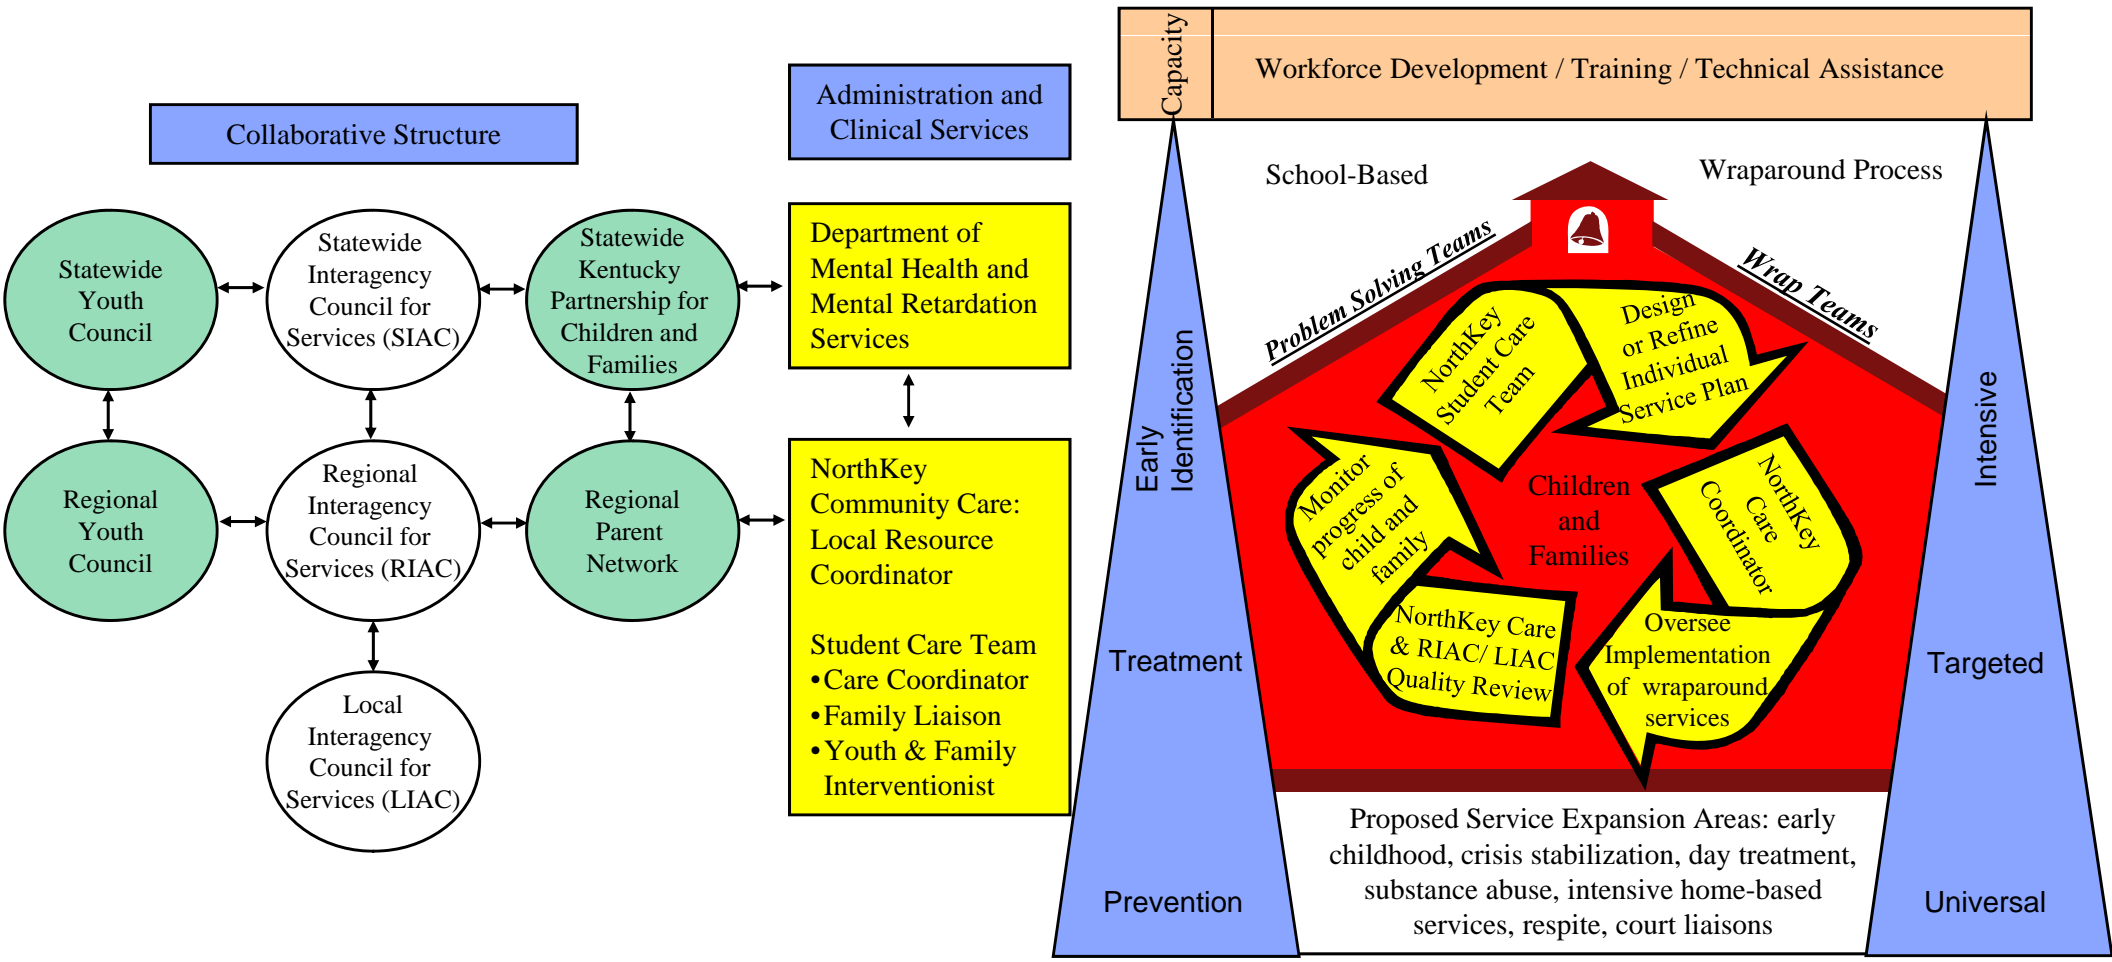 Collaborative Structure
Administration and
Clinical Services
Statewide
Youth
Council
Statewide
Interagency
Council for
Services (SIAC)
Statewide
Kentucky
Partnership for
Children and
Families
Department of
Mental Health and
Mental Retardation
Services
Regional
Youth
Council
Regional
Interagency
Council for
Services (RIAC)
Regional
Parent
Network
NorthKey
Community Care:
Local Resource
Coordinator
Student Care Team
•Care Coordinator
•Family Liaison
•Youth & Family
Interventionist
Local
Interagency
Council for
Services (LIAC)
Capacity
Workforce Development / Training / Technical Assistance
School-Based
Wraparound Process
Problem Solving Teams
Wrap Teams
Early
Identification
Treatment
Prevention
Intensive
Targeted
Universal
NorthKey
Student Care
Team
Design
or Refine
Individual
Service Plan
NorthKey
Care
Coordinator
Oversee
Implementation
of wraparound
services
NorthKey Care
& RIAC/ LIAC
Quality Review
Monitor
progress of
child and
family
Children
and
Families
Proposed Service Expansion Areas: early
childhood, crisis stabilization, day treatment,
substance abuse, intensive home-based
services, respite, court liaisons